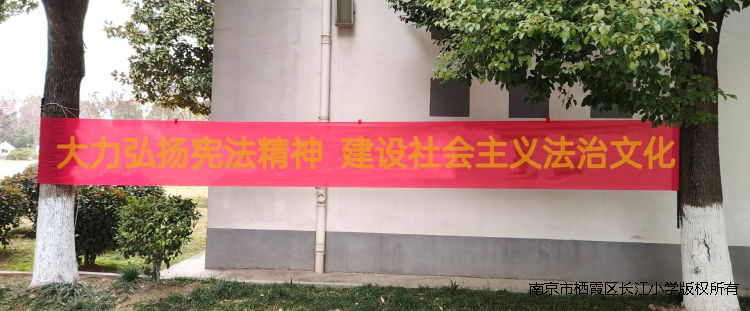 大力弘扬宪法精神 建设社会主义法治文化
南京市栖霞区长江小学版权所有